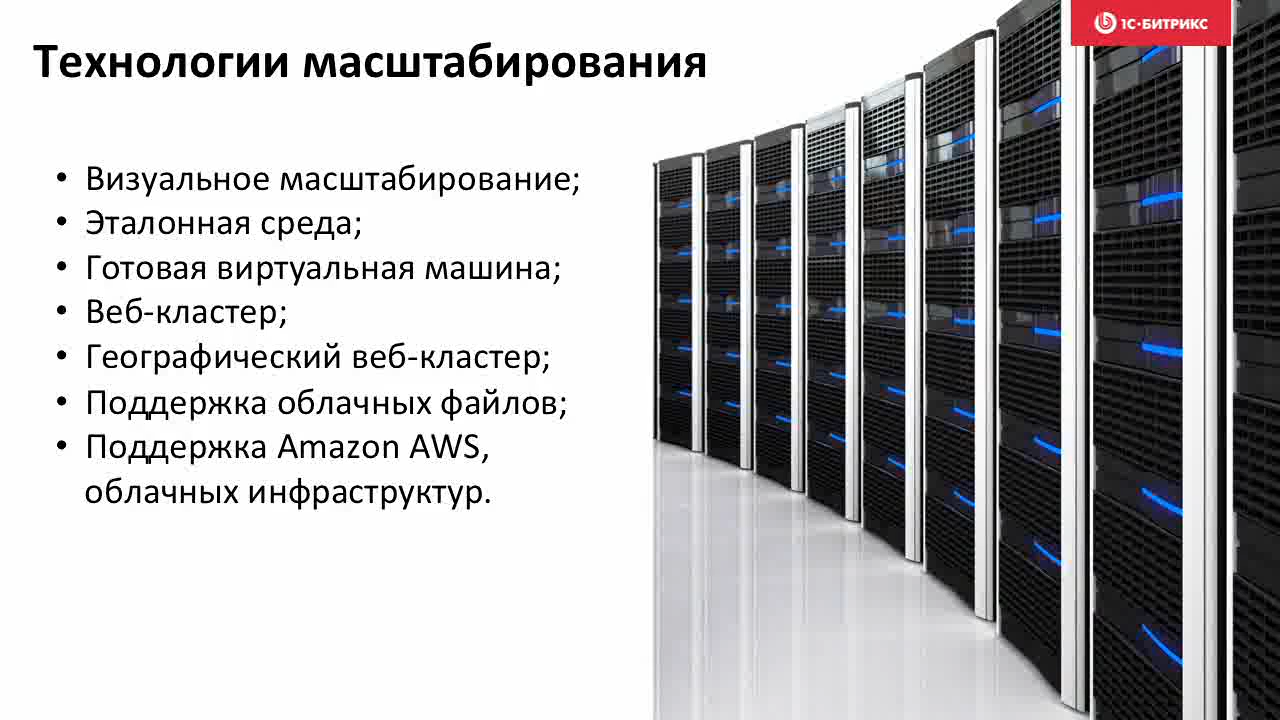 1С-БИТРИКС
Технологии масштабирования
• Визуальное масштабирование;
• Эталонная среда;
• Готовая виртуальная машина;
• Веб-кластер;
• Географический веб-кластер;
• Поддержка облачных файлов;
• Поддержка Amazon AWS,
облачных инфраструктур.